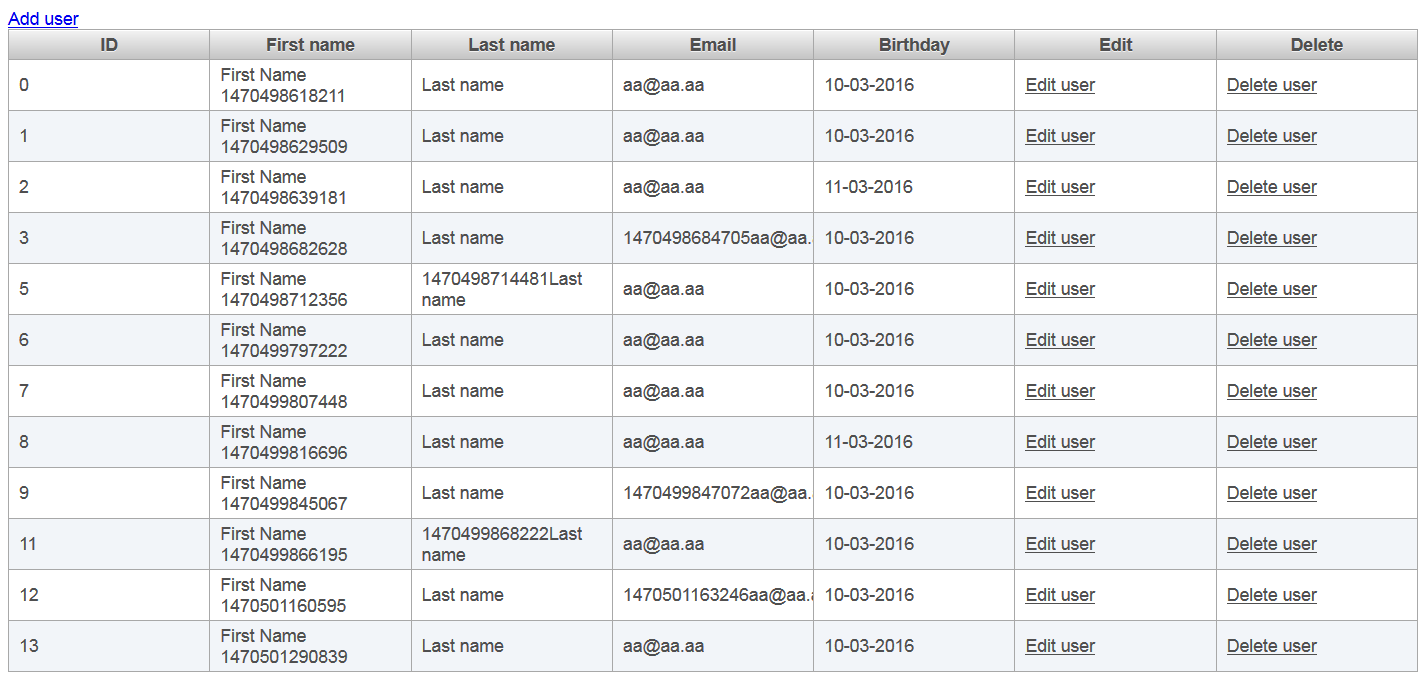 Add user
ID First name Last name Email Birthday Edit Delete
0 First Name 1470498618211 Last name aa@aa.aa 10-03-2016 Edit user Delete user
1 First Name 1470498629509 Last name aa@aa.aa 10-03-2016 Edit user Delete user
2 First Name 1470498639181 Last name aa@aa.aa 11-03-2016 Edit user Delete user
3 First Name 1470498682628 Last name 1470498684705aa@aa. 10-03-2016 Edit user Delete user
5 First Name 1470498712356 1470498714481Last name aa@aa.aa 10-03-2016 Edit user Delete user
6 First Name 1470499797222 Last name aa@aa.aa 10-03-2016 Edit user Delete user
7 First Name 1470499807448 Last name aa@aa.aa 10-03-2016 Edit user Delete user
8 First Name 1470499816696 Last name aa@aa.aa 11-03-2016 Edit user Delete user
9 First Name 1470499845067 Last name 1470499847072aa@aa. 10-03-2016 Edit user Delete user
11 First Name 1470499866195 1470499868222Last name aa@aa.aa 10-03-2016 Edit user Delete user
12 First Name 1470501160595 Last name 1470501163246aa@aa. 10-03-2016 Edit user Delete user
13 First Name 1470501290839 Last name aa@aa.aa 10-03-2016 Edit user Delete user